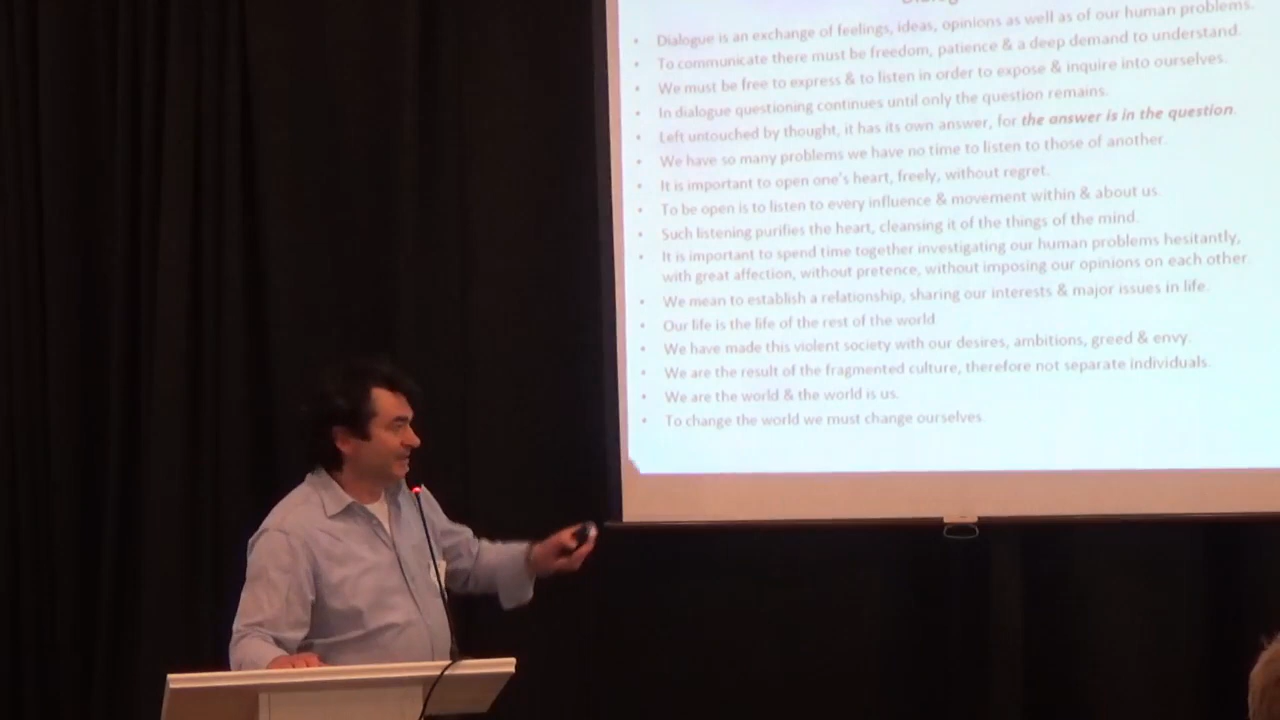 • Dialogue is an exchange of feelings, ideas, opinions as well as of our human problems.
• To communicate there must be freedom, patience & a deep demand to understand.
• We must be free to express & to listen in order to expose & inquire into ourselves.
• In dialogue questioning continues until only the question remains.
• Left untouched by thought, it has its own answer, for the answer is in the question.
• We have so many problems we have no time to listen to those of another.
• It is important to open one's heart, freely, without regret.
• To be open is to listen to every influence & movement within & about us.
• Such listening purifies the heart, cleansing it of the things of the mind.
• It is important to spend time together investigating our human problems hesitantly,
with great affection, without pretence, without imposing our opinions on each other.
• We mean to establish a relationship, sharing our interests & major issues in life.
• Our life is the life of the rest of the world
• We have made this violent society with our desires, ambitions, greed & envy.
• We are the result of the fragmented culture, therefore not separate individuals.
• We are the world & the world is us.
• To change the world we must change ourselves.